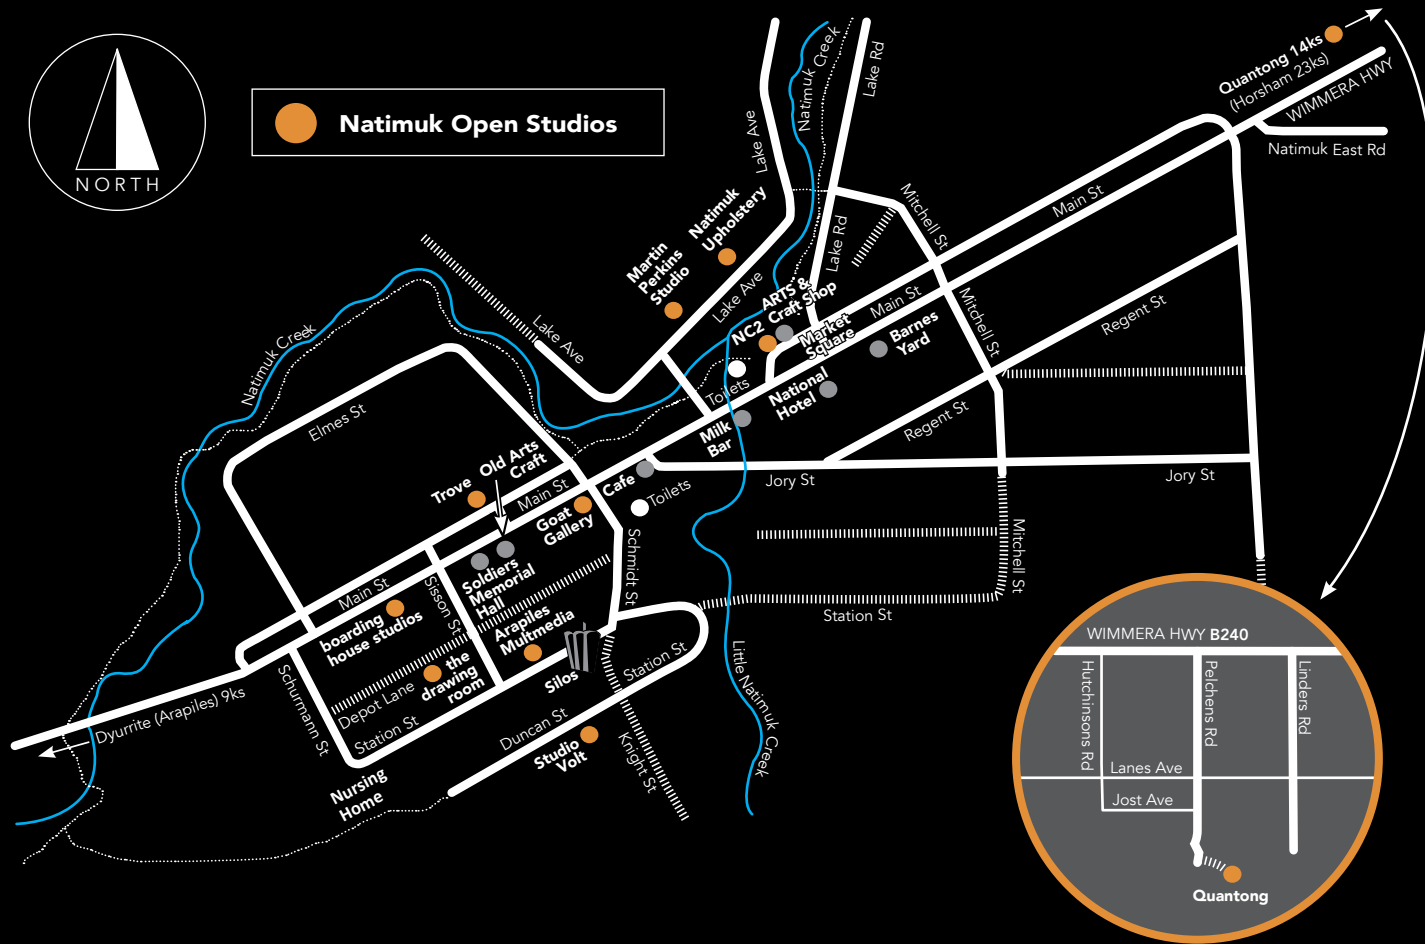 NORTH
Natimuk Open Studios
Quantong 14ks
(Horsham 23ks)
WIMMERA HWY
Natimuk East Rd
Natimuk Creek
Lake Rd
Lake Ave
Natimuk
Upholstery
Martin
Perkins
Studio
Mitchell St
Main St
Lake Rd
Lake Ave
ARTS &
Craft Shop
NC2
Market
Square
Main St
Barnes
Yard
Mitchell St
Regent St
Natimuk Creek
Lake Ave
Elmes St
Toilets
National
Hotel
Milk
Bar
Regent St
Jory St
Jory St
Old Arts
Craft
Trove
Main St
Cafe
Toilets
Goat
Gallery
Schmidt St
Mitchell St
Soldiers
Memorial
Hall
Main St
Sisson St
boarding
house studios
Arapiles
Multmedia
Station St
Silos
Station St
Little Natimuk Creek
the
drawing
room
Depot Lane
Schurmann St
Station St
Dyurrite (Arapiles) 9ks
Duncan St
Studio
Volt
Knight St
Nursing
Home
WIMMERA HWY B240
Hutchinsons Rd
Pelchens Rd
Linders Rd
Lanes Ave
Jost Ave
Quantong